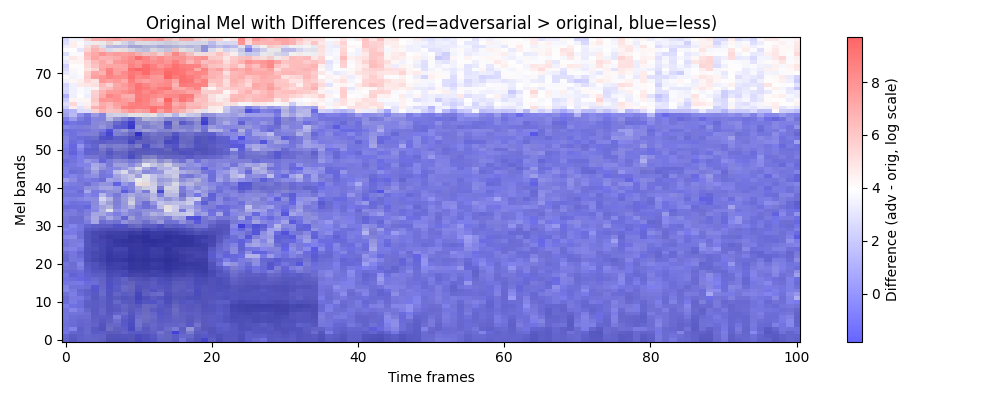 Original Mel with Differences (red=adversarial > original, blue=less)
Mel bands
70
60
50
40
30
20
10
0
0 20 40 60 80 100
Time frames
8
6
4
2
0
Difference (adv - orig, log scale)